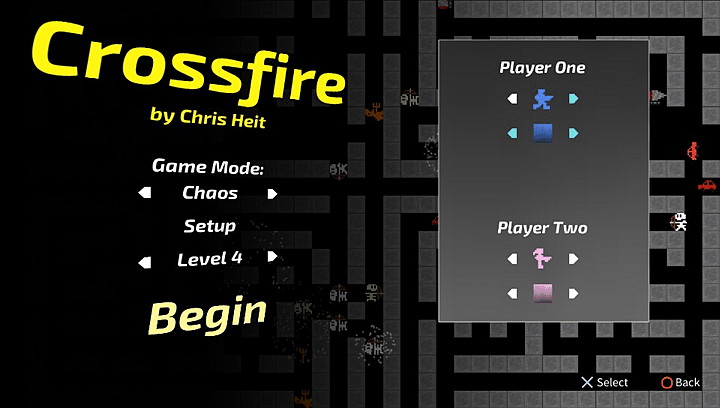 Crossfire
by Chris Heit
Game Mode:
Chaos
Setup
Level 4
Begin
Player One
Player Two
Select
Back